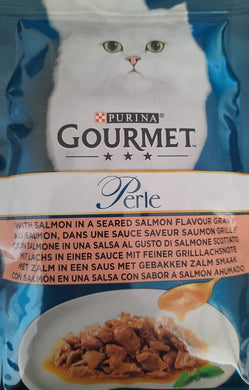 PURINA
GOURMET
Perle
WITH SALMON IN A SEARED SALMON FLAVOUR GRAVY
AU SAUMON, DANS UNE SAUCE SAVEUR SAUMON GRILLÉ
CON SALMONE IN UNA SALSA AL GUSTO DI SALMONE SCOTTATO
MIT LACHS IN EINER SAUCE MIT FEINER GRILLLACHSNOTE
MET ZALM IN EEN SAUS MET GEBAKKEN ZALM SMAAK
CON SALMÓN EN UNA SALSA CON SABOR A SALMÓN AHUMADO